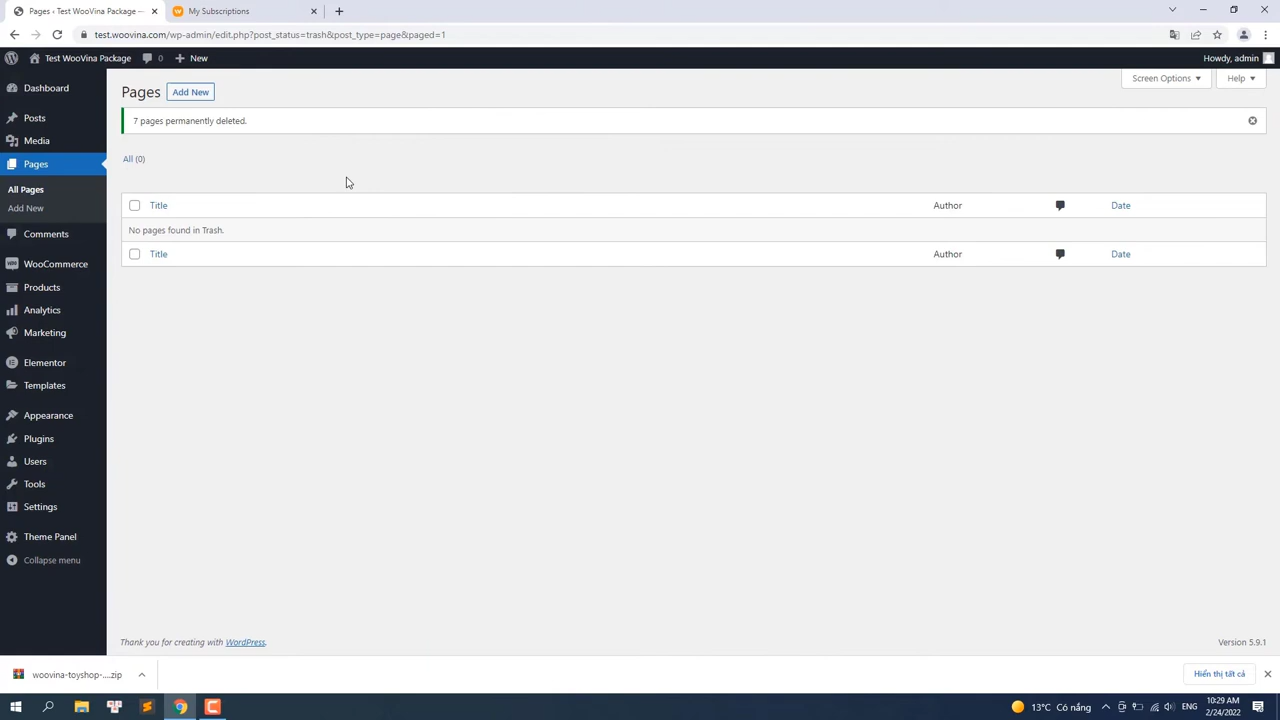 Pages ‹ Test WooVina Package —
My Subscriptions
test.woovina.com/wp-admin/edit.php?post_status=trash&post_type=page&paged=1
Test WooVina Package
0
New
Howdy, admin
Screen Options
Help
Dashboard
Posts
Media
Pages
All Pages
Add New
Comments
WooCommerce
Products
Analytics
Marketing
Elementor
Templates
Appearance
Plugins
Users
Tools
Settings
Theme Panel
Collapse menu
Pages
Add New
7 pages permanently deleted.
All (0)
Title Author Date
No pages found in Trash.
Title Author Date
Thank you for creating with WordPress.
Version 5.9.1
woovina-toyshop-....zip
Hiển thị tất cả
13°C Có nắng
ENG
10:29 AM
2/24/2022